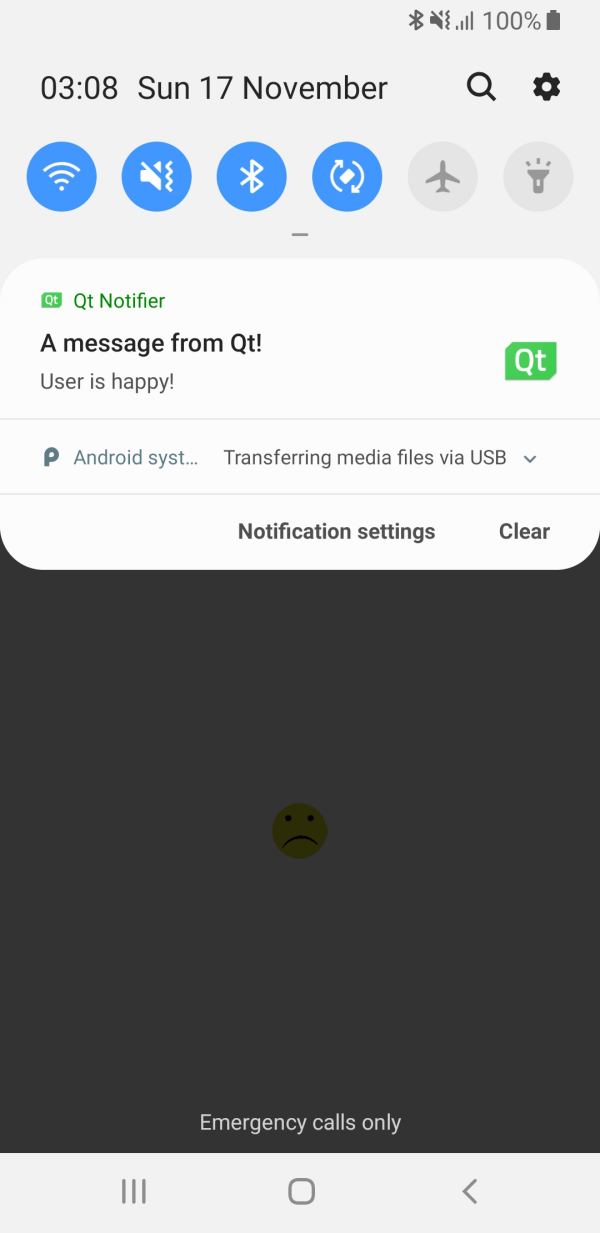 100%
03:08 Sun 17 November
Qt Qt Notifier
A message from Qt!
User is happy!
Qt
Android syst... Transferring media files via USB
Notification settings Clear
Emergency calls only